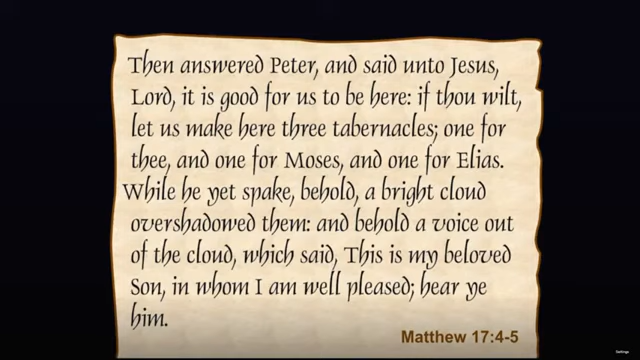 Then answered Peter, and said unto Jesus,
Lord, it is good for us to be here: if thou wilt,
let us make here three tabernacles; one for
thee, and one for Moses, and one for Elias.
While he yet spake, behold, a bright cloud
overshadowed them: and behold a voice out
of the cloud, which said, This is my beloved
Son, in whom I am well pleased; hear ye
him.
Matthew 17:4-5
Settings